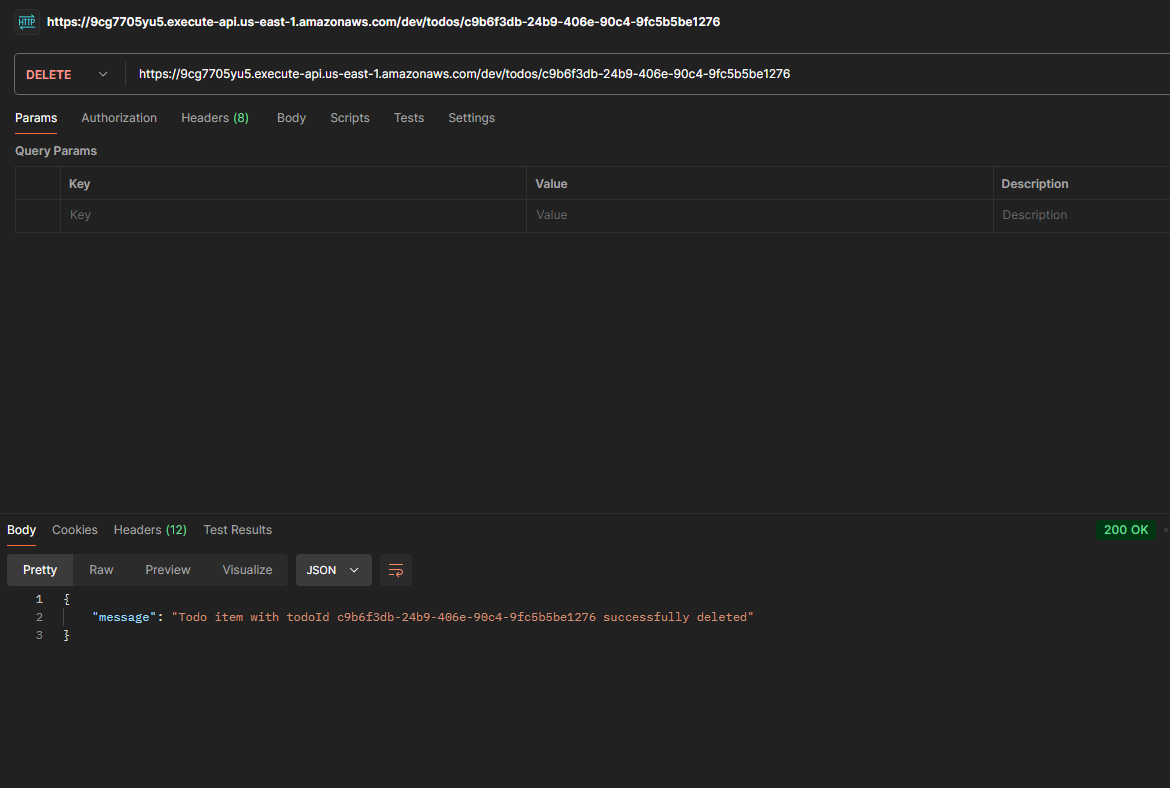 HTTP https://9cg7705yu5.execute-api.us-east-1.amazonaws.com/dev/todos/c9b6f3db-24b9-406e-90c4-9fc5b5be1276
DELETE https://9cg7705yu5.execute-api.us-east-1.amazonaws.com/dev/todos/c9b6f3db-24b9-406e-90c4-9fc5b5be1276
Params Authorization Headers (8) Body Scripts Tests Settings
Query Params
Key Value Description
Key Value Description
Body Cookies Headers (12) Test Results 200 OK
Pretty Raw Preview Visualize JSON
1 {
2 "message": "Todo item with todoId c9b6f3db-24b9-406e-90c4-9fc5b5be1276 successfully deleted"
3 }